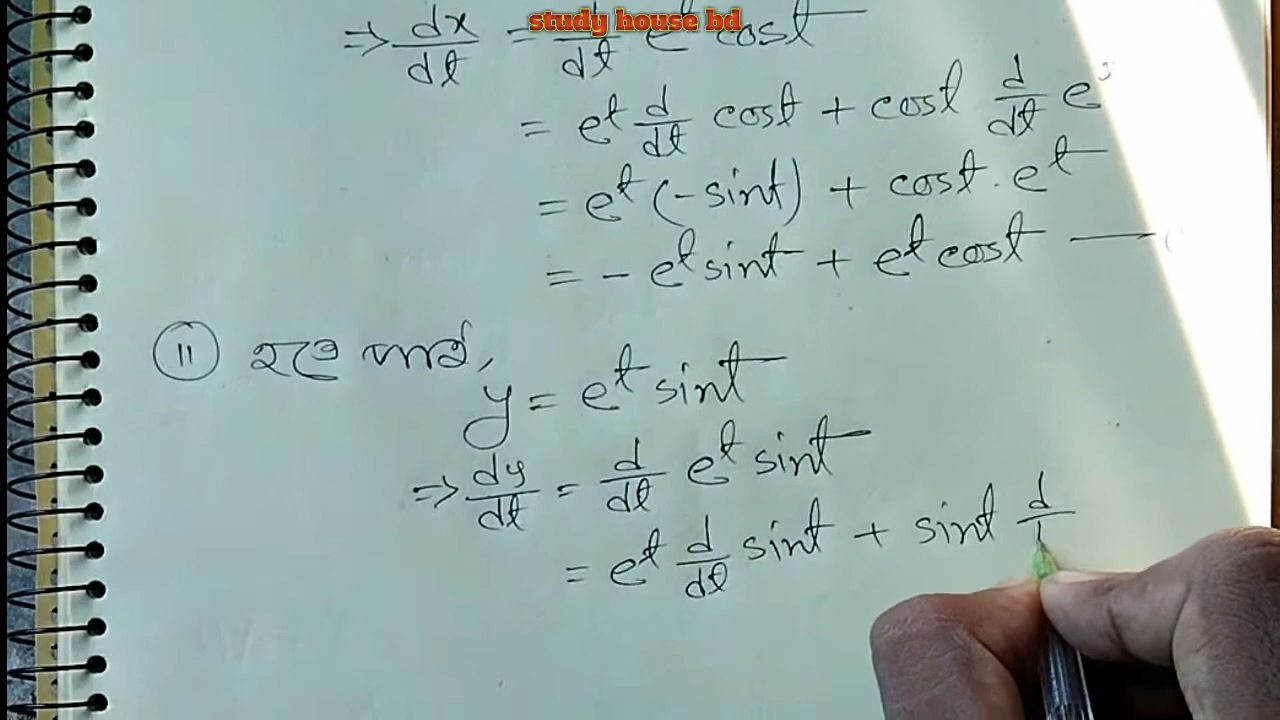 study house bd
⇒ dx/dt = d/dt e^t cost
= e^t d/dt cost + cost d/dt e
= e^t (-sint) + cost . e^t
= - e^t sint + e^t cost —
(ii) হতে পাই,
y = e^t sint
⇒ dy/dt = d/dt e^t sint
= e^t d/dt sint + sint d/